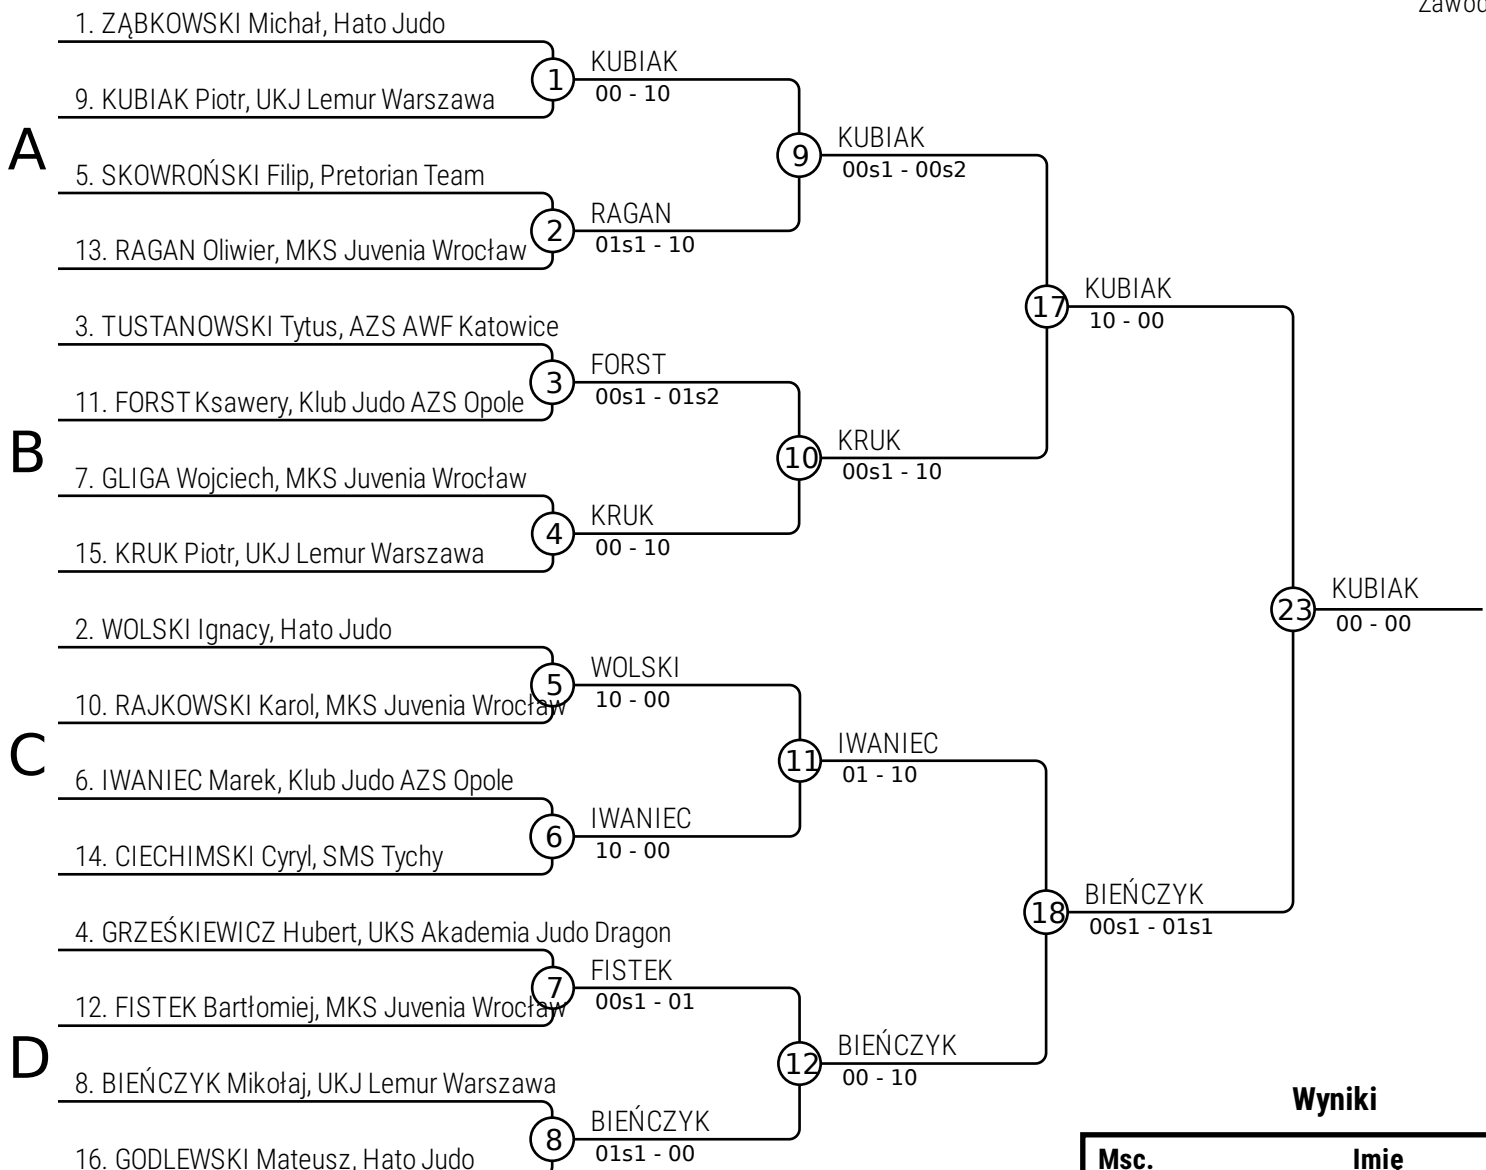 Zawod
1. ZĄBKOWSKI Michał, Hato Judo
1
KUBIAK
00 - 10
9. KUBIAK Piotr, UKJ Lemur Warszawa
A
9
KUBIAK
00s1 - 00s2
5. SKOWROŃSKI Filip, Pretorian Team
2
RAGAN
01s1 - 10
13. RAGAN Oliwier, MKS Juvenia Wrocław
17
KUBIAK
10 - 00
3. TUSTANOWSKI Tytus, AZS AWF Katowice
3
FORST
00s1 - 01s2
11. FORST Ksawery, Klub Judo AZS Opole
B
10
KRUK
00s1 - 10
7. GLIGA Wojciech, MKS Juvenia Wrocław
4
KRUK
00 - 10
15. KRUK Piotr, UKJ Lemur Warszawa
23
KUBIAK
00 - 00
2. WOLSKI Ignacy, Hato Judo
5
WOLSKI
10 - 00
10. RAJKOWSKI Karol, MKS Juvenia Wrocław
C
11
IWANIEC
01 - 10
6. IWANIEC Marek, Klub Judo AZS Opole
6
IWANIEC
10 - 00
14. CIECHIMSKI Cyryl, SMS Tychy
18
BIEŃCZYK
00s1 - 01s1
4. GRZEŚKIEWICZ Hubert, UKS Akademia Judo Dragon
7
FISTEK
00s1 - 01
12. FISTEK Bartłomiej, MKS Juvenia Wrocław
D
12
BIEŃCZYK
00 - 10
8. BIEŃCZYK Mikołaj, UKJ Lemur Warszawa
8
BIEŃCZYK
01s1 - 00
16. GODLEWSKI Mateusz, Hato Judo
Wyniki
Msc. Imię